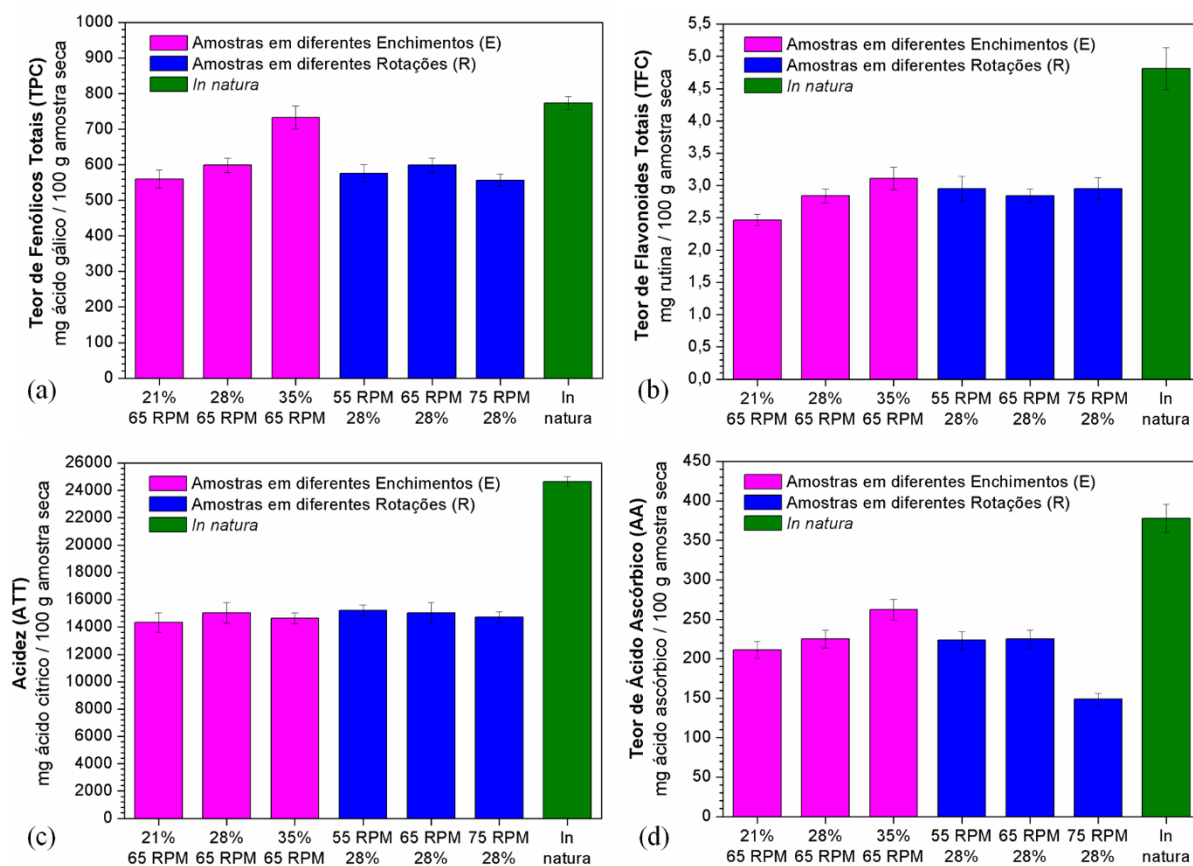 Teor de Fenólicos Totais (TPC)
mg ácido gálico / 100 g amostra seca
1000
900
800
700
600
500
400
300
200
100
0
Amostras em diferentes Enchimentos (E)
Amostras em diferentes Rotações (R)
In natura
21%
65 RPM
28%
65 RPM
35%
65 RPM
55 RPM
28%
65 RPM
28%
75 RPM
28%
In
natura
(a)
Teor de Flavonoides Totais (TFC)
mg rutina / 100 g amostra seca
5,5
5,0
4,5
4,0
3,5
3,0
2,5
2,0
1,5
1,0
0,5
0,0
Amostras em diferentes Enchimentos (E)
Amostras em diferentes Rotações (R)
In natura
21%
65 RPM
28%
65 RPM
35%
65 RPM
55 RPM
28%
65 RPM
28%
75 RPM
28%
In
natura
(b)
Acidez (ATT)
mg ácido cítrico / 100 g amostra seca
26000
24000
22000
20000
18000
16000
14000
12000
10000
8000
6000
4000
2000
0
Amostras em diferentes Enchimentos (E)
Amostras em diferentes Rotações (R)
In natura
21%
65 RPM
28%
65 RPM
35%
65 RPM
55 RPM
28%
65 RPM
28%
75 RPM
28%
In
natura
(c)
Teor de Ácido Ascórbico (AA)
mg ácido ascórbico / 100 g amostra seca
450
400
350
300
250
200
150
100
50
0
Amostras em diferentes Enchimentos (E)
Amostras em diferentes Rotações (R)
In natura
21%
65 RPM
28%
65 RPM
35%
65 RPM
55 RPM
28%
65 RPM
28%
75 RPM
28%
In
natura
(d)